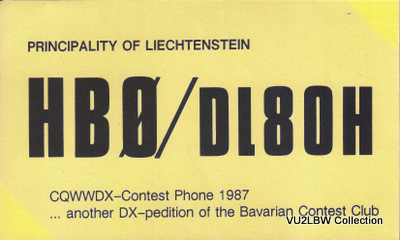 PRINCIPALITY OF LIECHTENSTEIN
HBØ/DL8OH
CQWWDX-Contest Phone 1987
... another DX-pedition of the Bavarian Contest Club
VU2LBW Collection